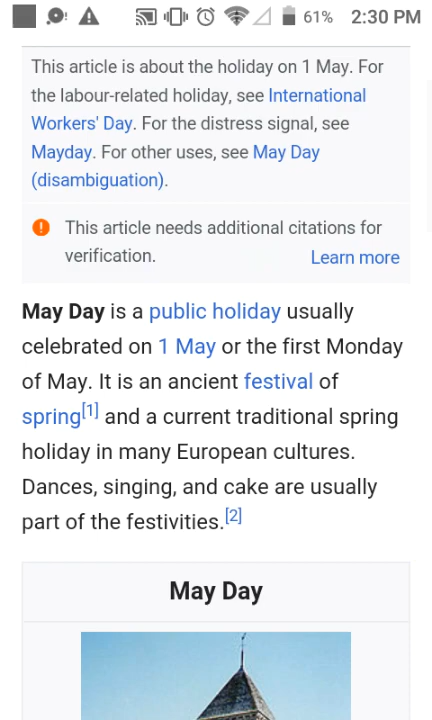 61% 2:30 PM
This article is about the holiday on 1 May. For
the labour-related holiday, see International
Workers' Day. For the distress signal, see
Mayday. For other uses, see May Day
(disambiguation).
This article needs additional citations for
verification. Learn more
May Day is a public holiday usually
celebrated on 1 May or the first Monday
of May. It is an ancient festival of
spring[1] and a current traditional spring
holiday in many European cultures.
Dances, singing, and cake are usually
part of the festivities.[2]
May Day